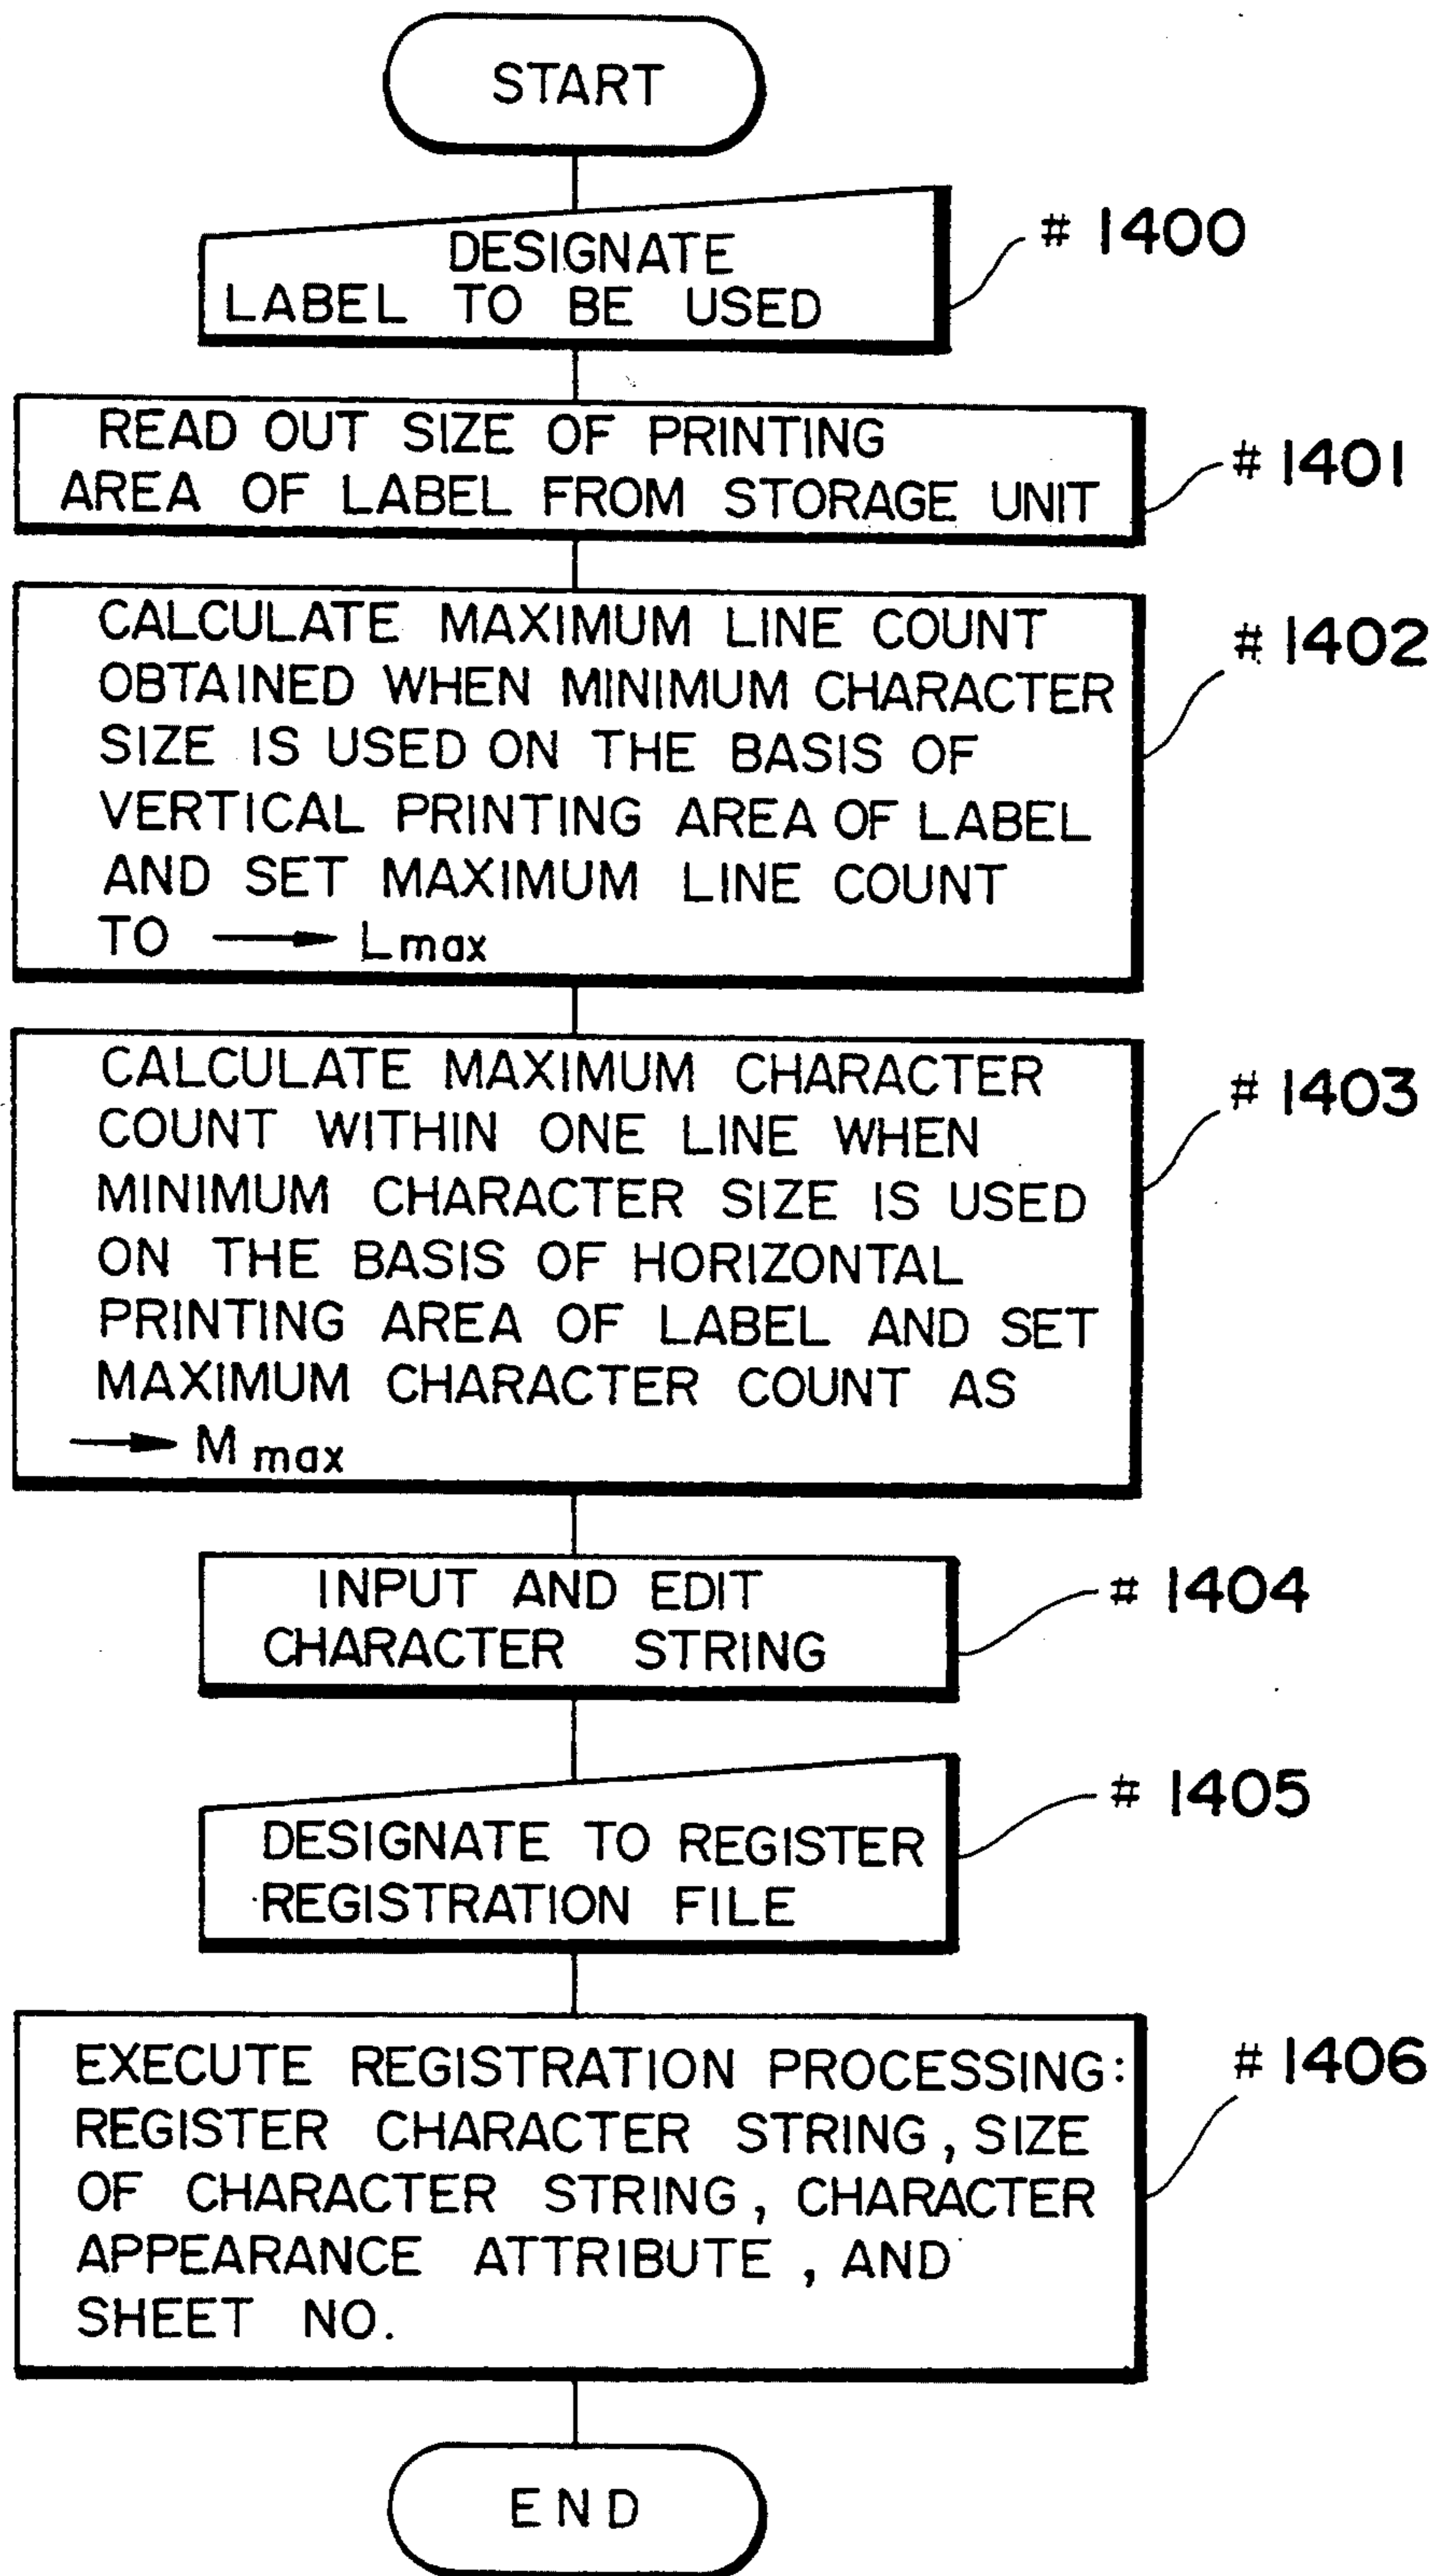 START
DESIGNATE
LABEL TO BE USED
# 1400
READ OUT SIZE OF PRINTING
AREA OF LABEL FROM STORAGE UNIT
# 1401
CALCULATE MAXIMUM LINE COUNT
OBTAINED WHEN MINIMUM CHARACTER
SIZE IS USED ON THE BASIS OF
VERTICAL PRINTING AREA OF LABEL
AND SET MAXIMUM LINE COUNT
TO → Lmax
# 1402
CALCULATE MAXIMUM CHARACTER
COUNT WITHIN ONE LINE WHEN
MINIMUM CHARACTER SIZE IS USED
ON THE BASIS OF HORIZONTAL
PRINTING AREA OF LABEL AND SET
MAXIMUM CHARACTER COUNT AS
→ Mmax
# 1403
INPUT AND EDIT
CHARACTER STRING
# 1404
DESIGNATE TO REGISTER
REGISTRATION FILE
# 1405
EXECUTE REGISTRATION PROCESSING:
REGISTER CHARACTER STRING, SIZE
OF CHARACTER STRING, CHARACTER
APPEARANCE ATTRIBUTE, AND
SHEET NO.
# 1406
END